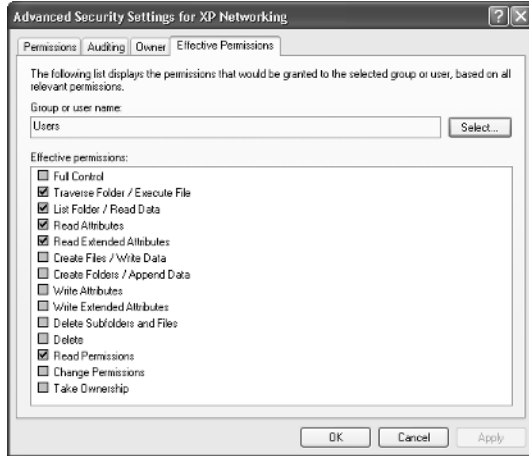 Advanced Security Settings for XP Networking
Permissions Auditing Owner Effective Permissions
The following list displays the permissions that would be granted to the selected group or user, based on all
relevant permissions.
Group or user name:
Users
Select...
Effective permissions:
Full Control
Traverse Folder / Execute File
List Folder / Read Data
Read Attributes
Read Extended Attributes
Create Files / Write Data
Create Folders / Append Data
Write Attributes
Write Extended Attributes
Delete Subfolders and Files
Delete
Read Permissions
Change Permissions
Take Ownership
OK Cancel Apply